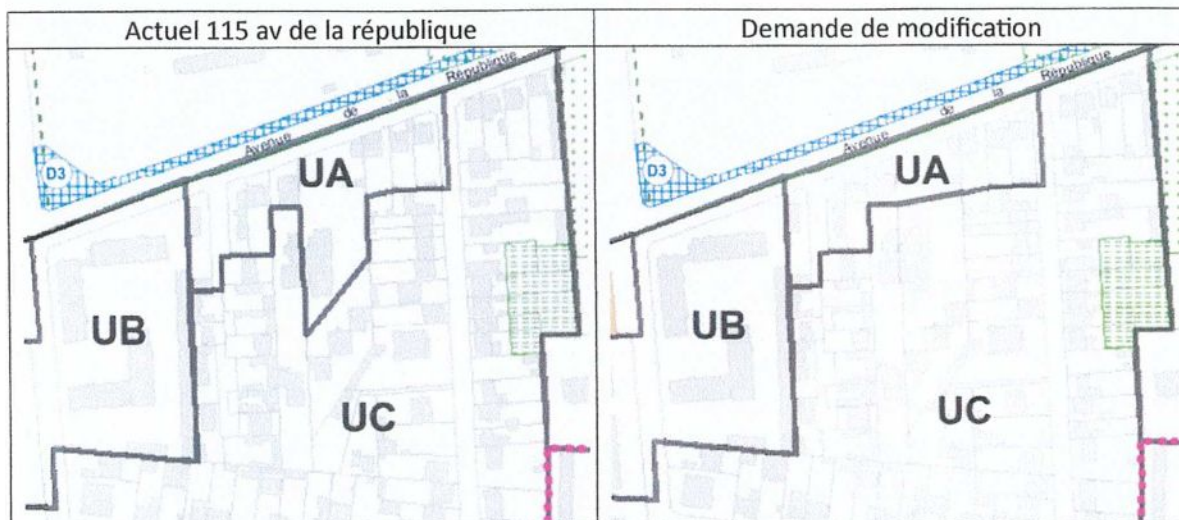 Actuel 115 av de la république
Demande de modification
D3
Avenue de la République
UA
UB
UC
D3
Avenue de la République
UA
UB
UC